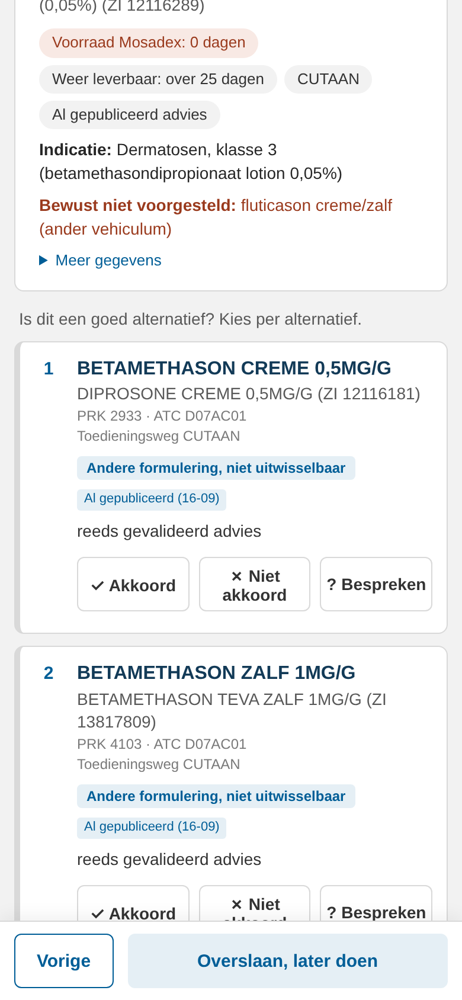 (0,05%) (ZI 12116289)
Voorraad Mosadex: 0 dagen
Weer leverbaar: over 25 dagen
CUTAAN
Al gepubliceerd advies
Indicatie: Dermatosen, klasse 3
(betamethasondipropionaat lotion 0,05%)
Bewust niet voorgesteld: fluticason creme/zalf
(ander vehiculum)
▶ Meer gegevens
Is dit een goed alternatief? Kies per alternatief.
1 BETAMETHASON CREME 0,5MG/G
DIPROSONE CREME 0,5MG/G (ZI 12116181)
PRK 2933 · ATC D07AC01
Toedieningsweg CUTAAN
Andere formulering, niet uitwisselbaar
Al gepubliceerd (16-09)
reeds gevalideerd advies
✓ Akkoord
✕ Niet
akkoord
? Bespreken
2 BETAMETHASON ZALF 1MG/G
BETAMETHASON TEVA ZALF 1MG/G (ZI
13817809)
PRK 4103 · ATC D07AC01
Toedieningsweg CUTAAN
Andere formulering, niet uitwisselbaar
Al gepubliceerd (16-09)
reeds gevalideerd advies
✓ Akkoord
✕ Niet
akkoord
? Bespreken
Vorige
Overslaan, later doen